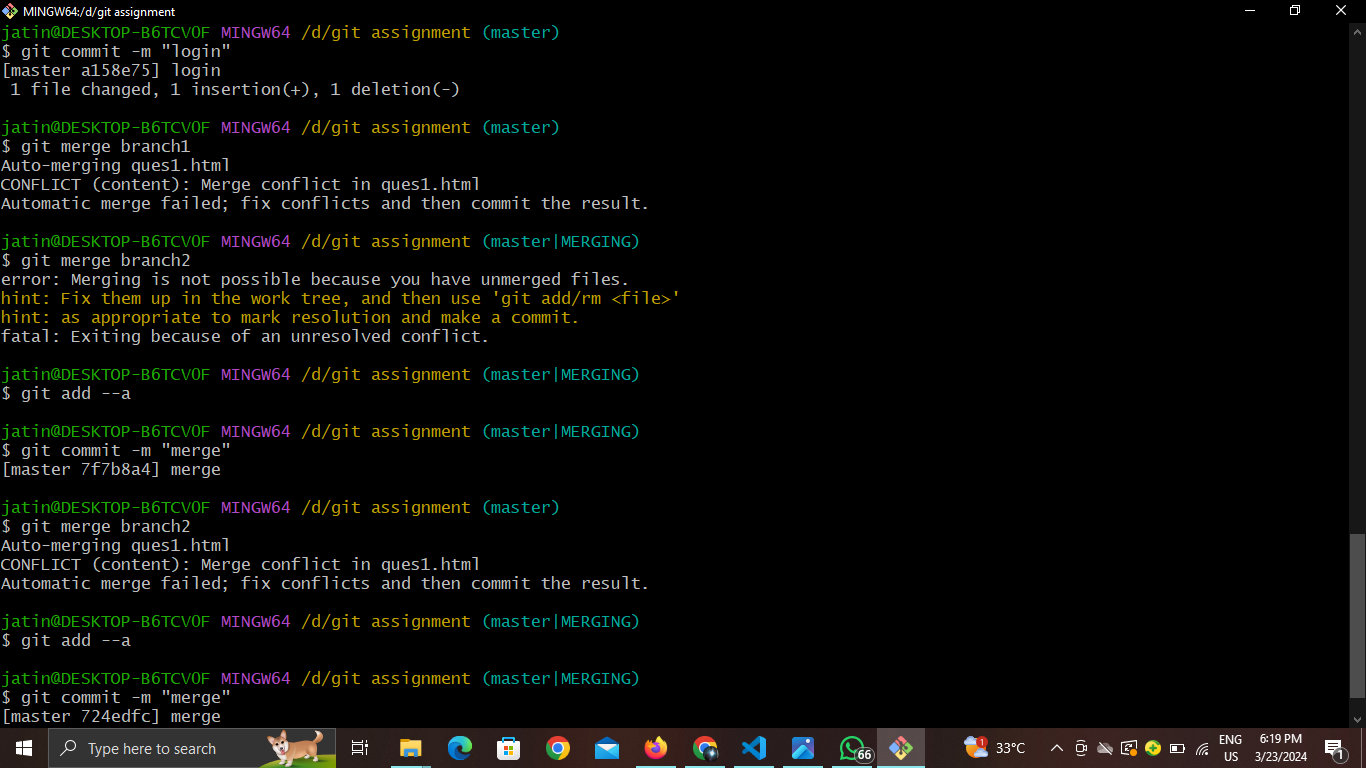 MINGW64:/d/git assignment
jatin@DESKTOP-B6TCVOF MINGW64 /d/git assignment (master)
$ git commit -m "login"
[master a158e75] login
 1 file changed, 1 insertion(+), 1 deletion(-)
jatin@DESKTOP-B6TCVOF MINGW64 /d/git assignment (master)
$ git merge branch1
Auto-merging ques1.html
CONFLICT (content): Merge conflict in ques1.html
Automatic merge failed; fix conflicts and then commit the result.
jatin@DESKTOP-B6TCVOF MINGW64 /d/git assignment (master|MERGING)
$ git merge branch2
error: Merging is not possible because you have unmerged files.
hint: Fix them up in the work tree, and then use 'git add/rm <file>'
hint: as appropriate to mark resolution and make a commit.
fatal: Exiting because of an unresolved conflict.
jatin@DESKTOP-B6TCVOF MINGW64 /d/git assignment (master|MERGING)
$ git add --a
jatin@DESKTOP-B6TCVOF MINGW64 /d/git assignment (master|MERGING)
$ git commit -m "merge"
[master 7f7b8a4] merge
jatin@DESKTOP-B6TCVOF MINGW64 /d/git assignment (master)
$ git merge branch2
Auto-merging ques1.html
CONFLICT (content): Merge conflict in ques1.html
Automatic merge failed; fix conflicts and then commit the result.
jatin@DESKTOP-B6TCVOF MINGW64 /d/git assignment (master|MERGING)
$ git add --a
jatin@DESKTOP-B6TCVOF MINGW64 /d/git assignment (master|MERGING)
$ git commit -m "merge"
[master 724edfc] merge
Type here to search
66
1
33°C
ENG
US
6:19 PM
3/23/2024
1